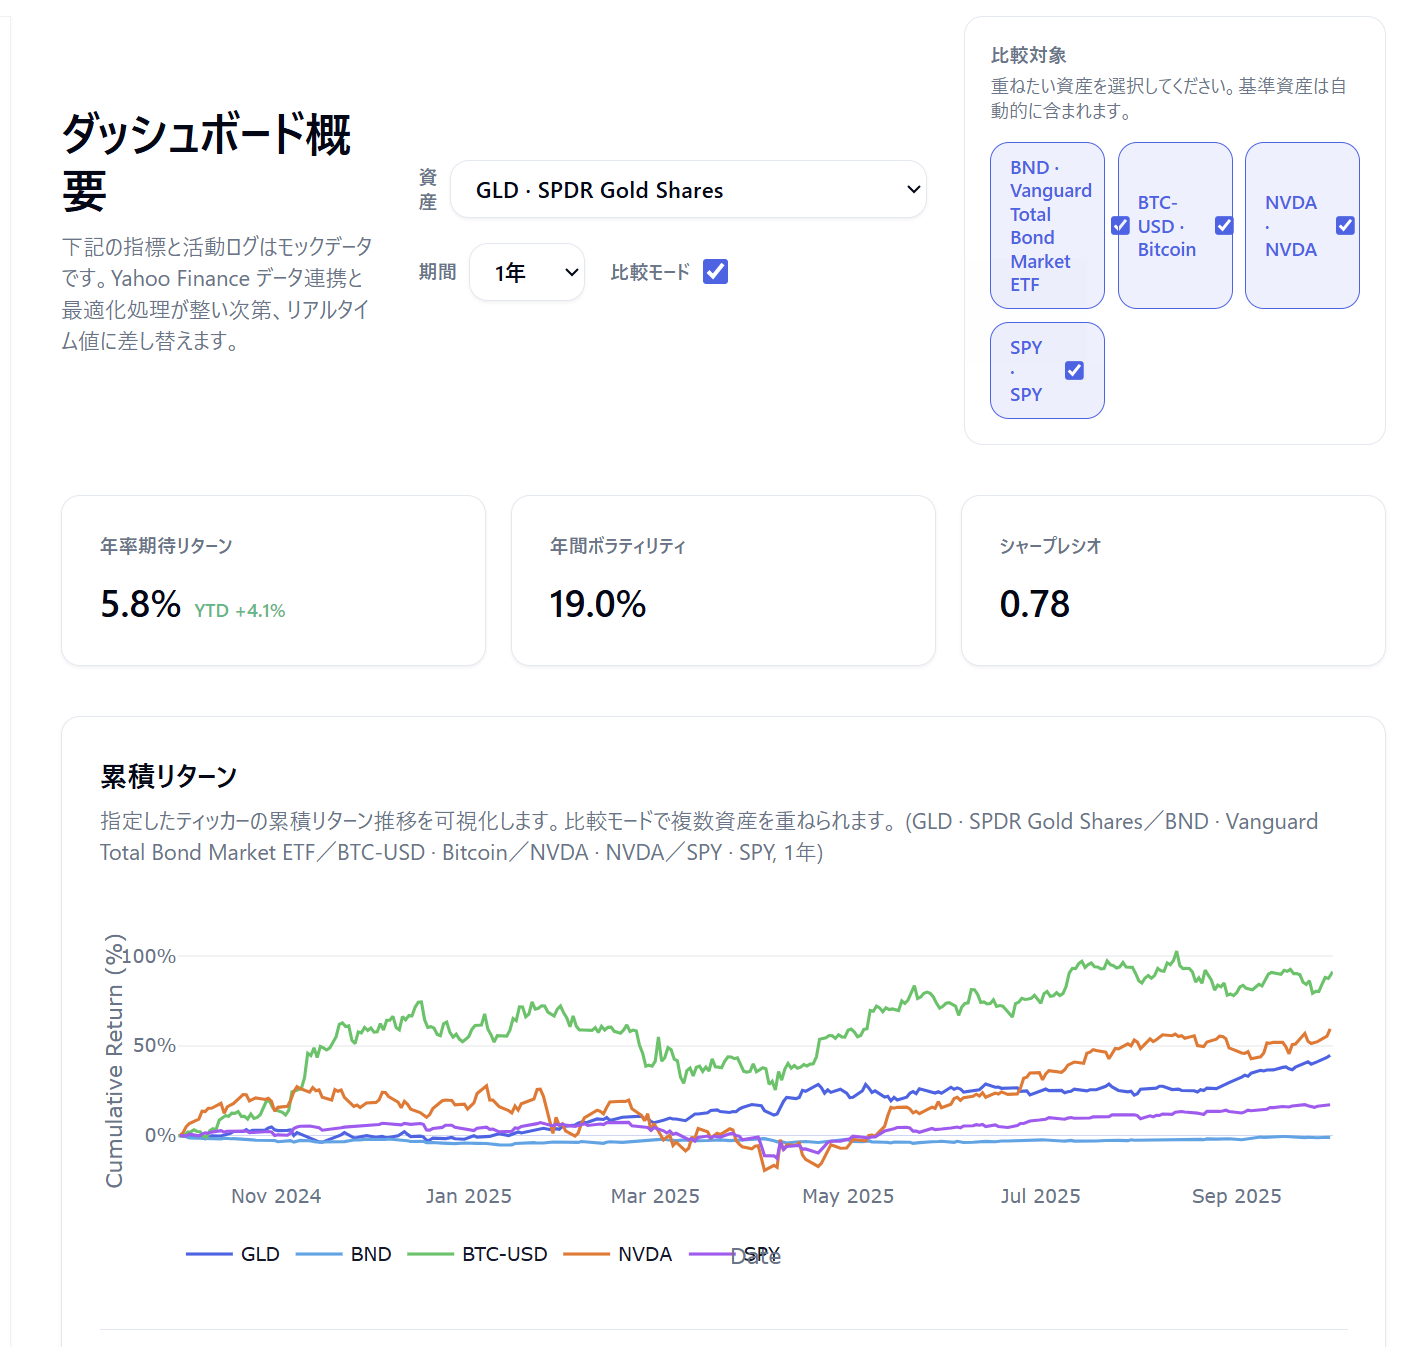 ダッシュボード概
要
下記の指標と活動ログはモックデータ
です。Yahoo Finance データ連携と
最適化処理が整い次第、リアルタイ
ム値に差し替えます。
資
産
GLD · SPDR Gold Shares
期間
1年
比較モード
比較対象
重ねたい資産を選択してください。基準資産は自
動的に含まれます。
BND ·
Vanguard
Total
Bond
Market
ETF
BTC-
USD ·
Bitcoin
NVDA
·
NVDA
SPY
·
SPY
年率期待リターン
5.8% YTD +4.1%
年間ボラティリティ
19.0%
シャープレシオ
0.78
累積リターン
指定したティッカーの累積リターン推移を可視化します。比較モードで複数資産を重ねられます。 (GLD · SPDR Gold Shares／BND · Vanguard
Total Bond Market ETF／BTC-USD · Bitcoin／NVDA · NVDA／SPY · SPY, 1年)
Cumulative Return (%)
100%
50%
0%
Nov 2024
Jan 2025
Mar 2025
May 2025
Jul 2025
Sep 2025
GLD
BND
BTC-USD
NVDA
SPY
Date